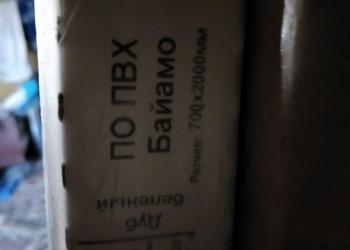 ПО ПВХ
Байамо
Размер: 700х2000мм
Дуб
беленый